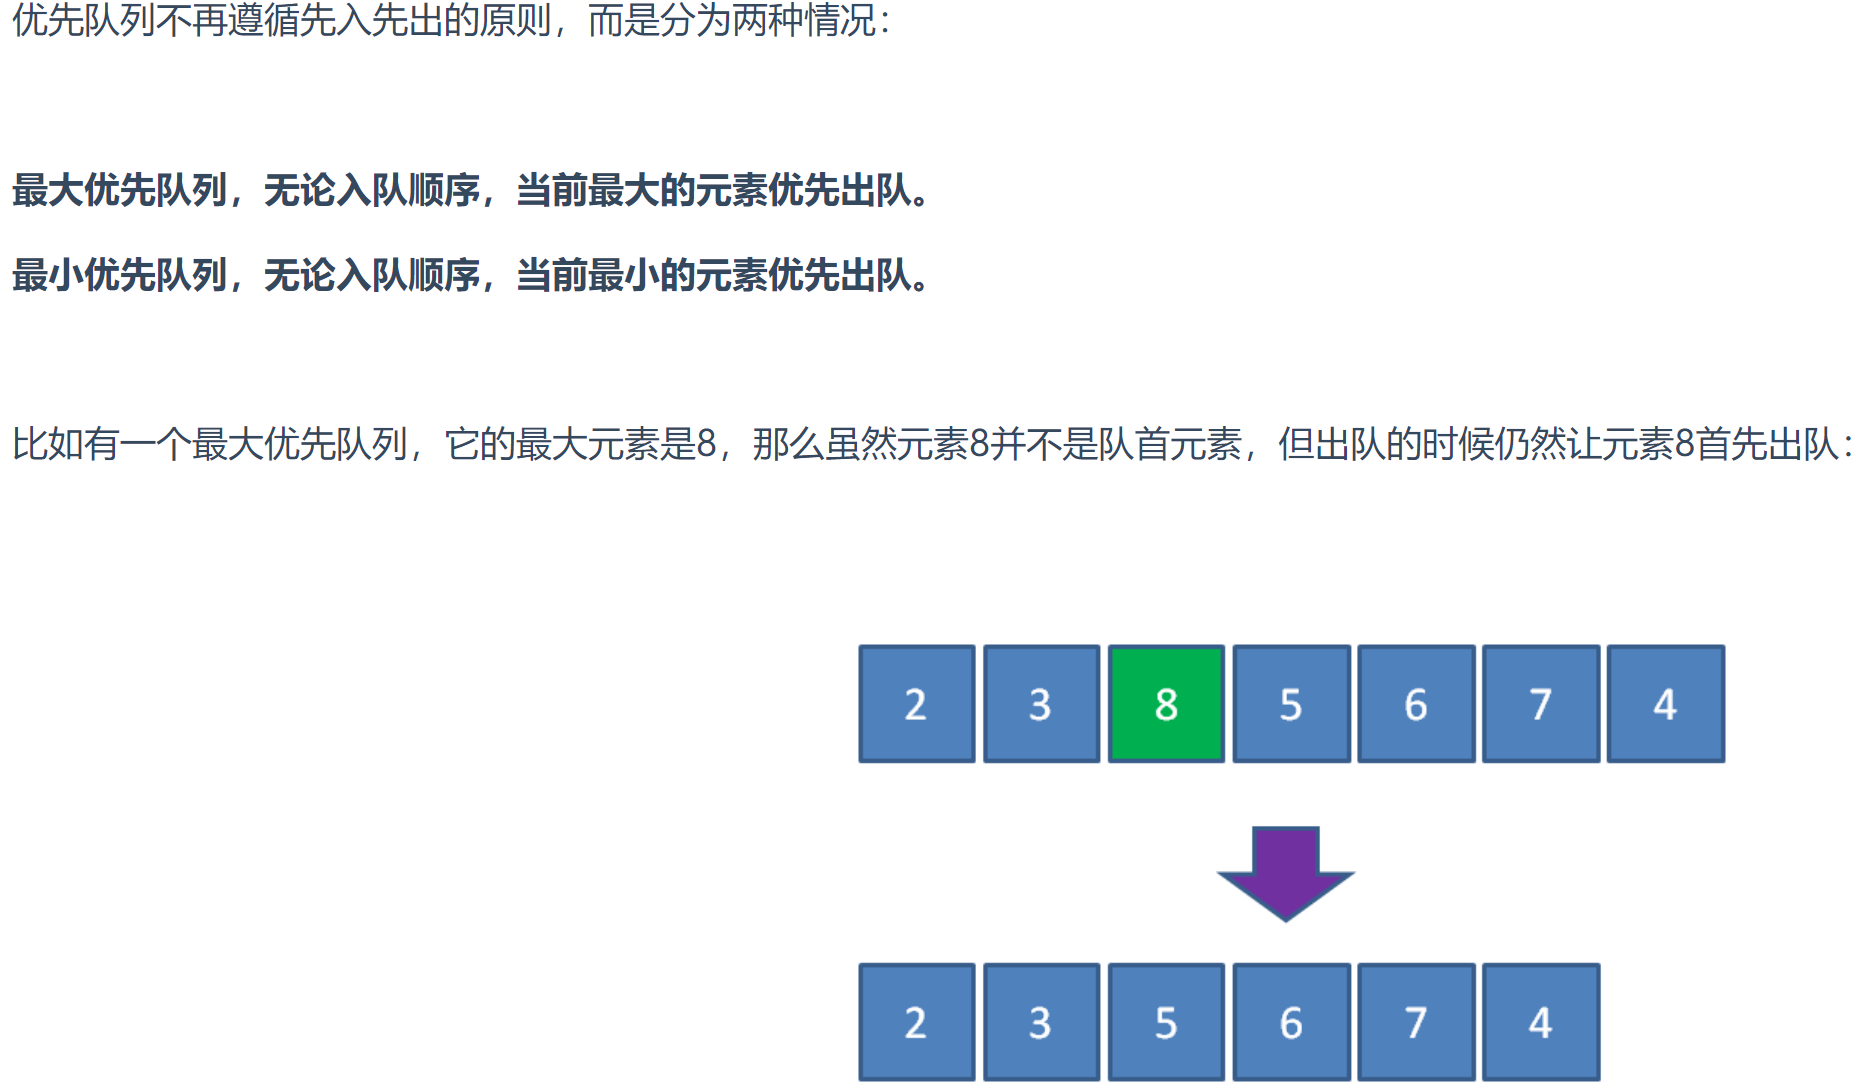 优先队列不再遵循先入先出的原则，而是分为两种情况：
最大优先队列，无论入队顺序，当前最大的元素优先出队。
最小优先队列，无论入队顺序，当前最小的元素优先出队。
比如有一个最大优先队列，它的最大元素是8，那么虽然元素8并不是队首元素，但出队的时候仍然让元素8首先出队：
2 3 8 5 6 7 4
2 3 5 6 7 4